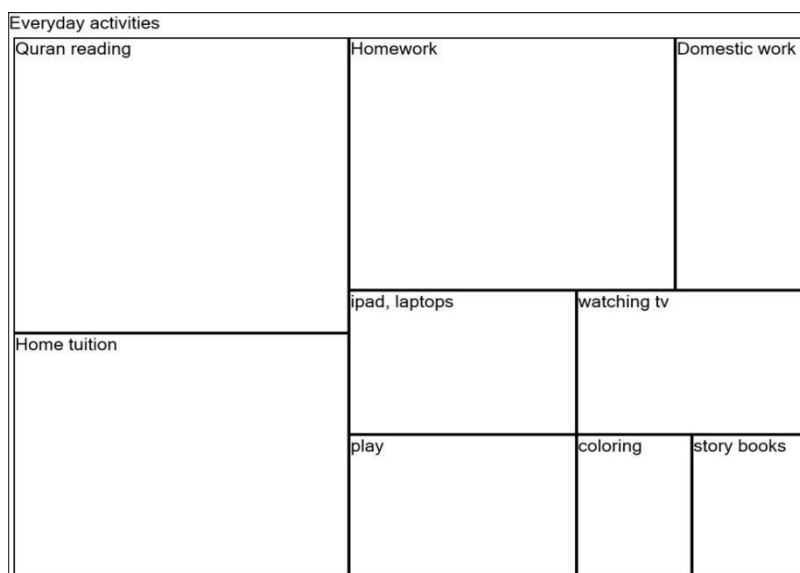 Everyday activities
Quran reading
Homework
Domestic work
ipad, laptops
watching tv
Home tuition
play
coloring
story books